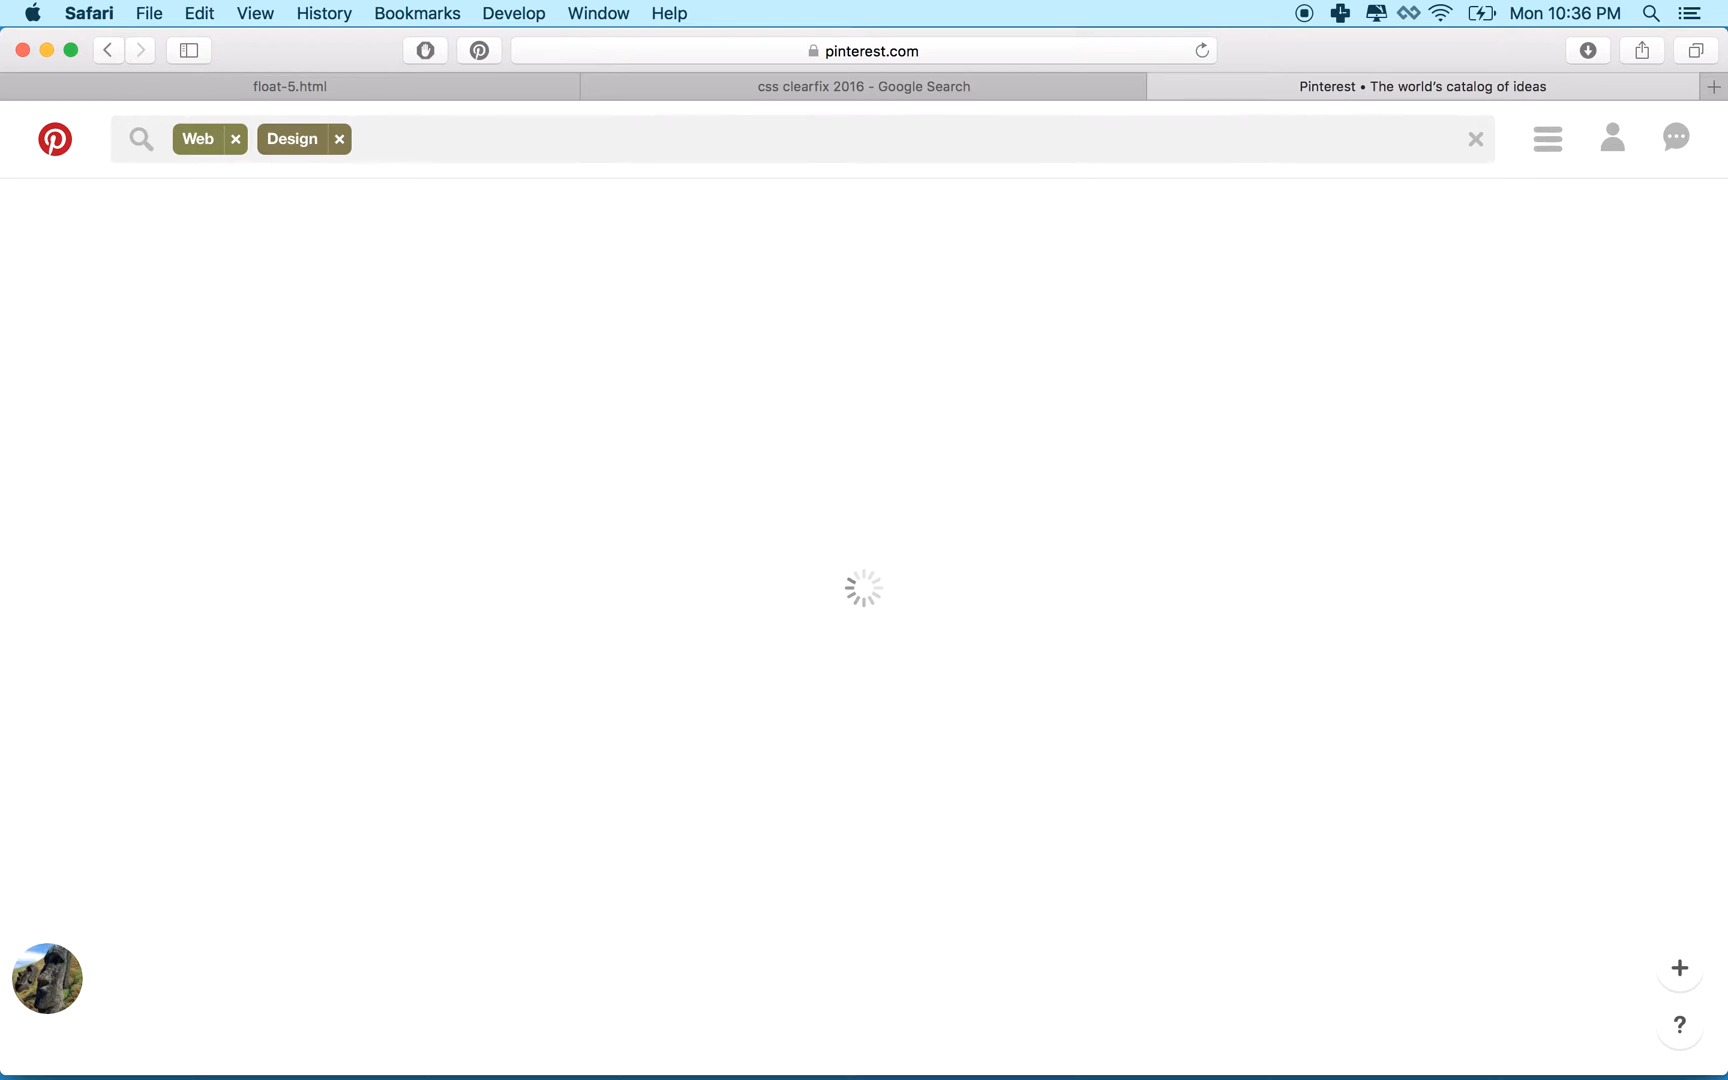 Safari File Edit View History Bookmarks Develop Window Help Mon 10:36 PM
pinterest.com
float-5.html css clearfix 2016 - Google Search Pinterest • The world's catalog of ideas
Web × Design ×
?